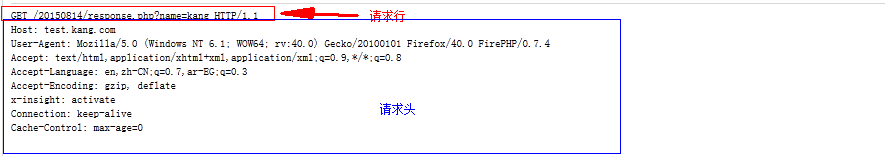 GET /20150814/response.php?name=kang HTTP/1.1 请求行
Host: test.kang.com
User-Agent: Mozilla/5.0 (Windows NT 6.1; WOW64; rv:40.0) Gecko/20100101 Firefox/40.0 FirePHP/0.7.4
Accept: text/html,application/xhtml+xml,application/xml;q=0.9,*/*;q=0.8
Accept-Language: en,zh-CN;q=0.7,ar-EG;q=0.3
Accept-Encoding: gzip, deflate
x-insight: activate
Connection: keep-alive
Cache-Control: max-age=0
请求头